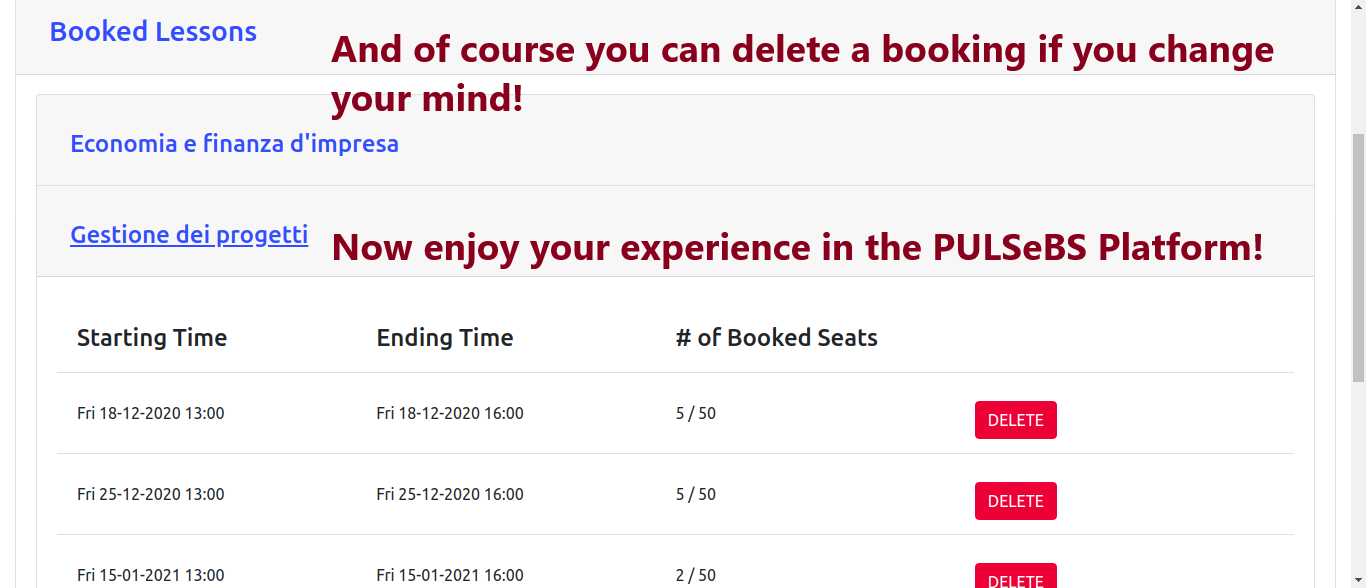 Booked Lessons
And of course you can delete a booking if you change
your mind!
Economia e finanza d'impresa
Gestione dei progetti
Now enjoy your experience in the PULSeBS Platform!
Starting Time Ending Time # of Booked Seats
Fri 18-12-2020 13:00 Fri 18-12-2020 16:00 5 / 50 DELETE
Fri 25-12-2020 13:00 Fri 25-12-2020 16:00 5 / 50 DELETE
Fri 15-01-2021 13:00 Fri 15-01-2021 16:00 2 / 50 DELETE